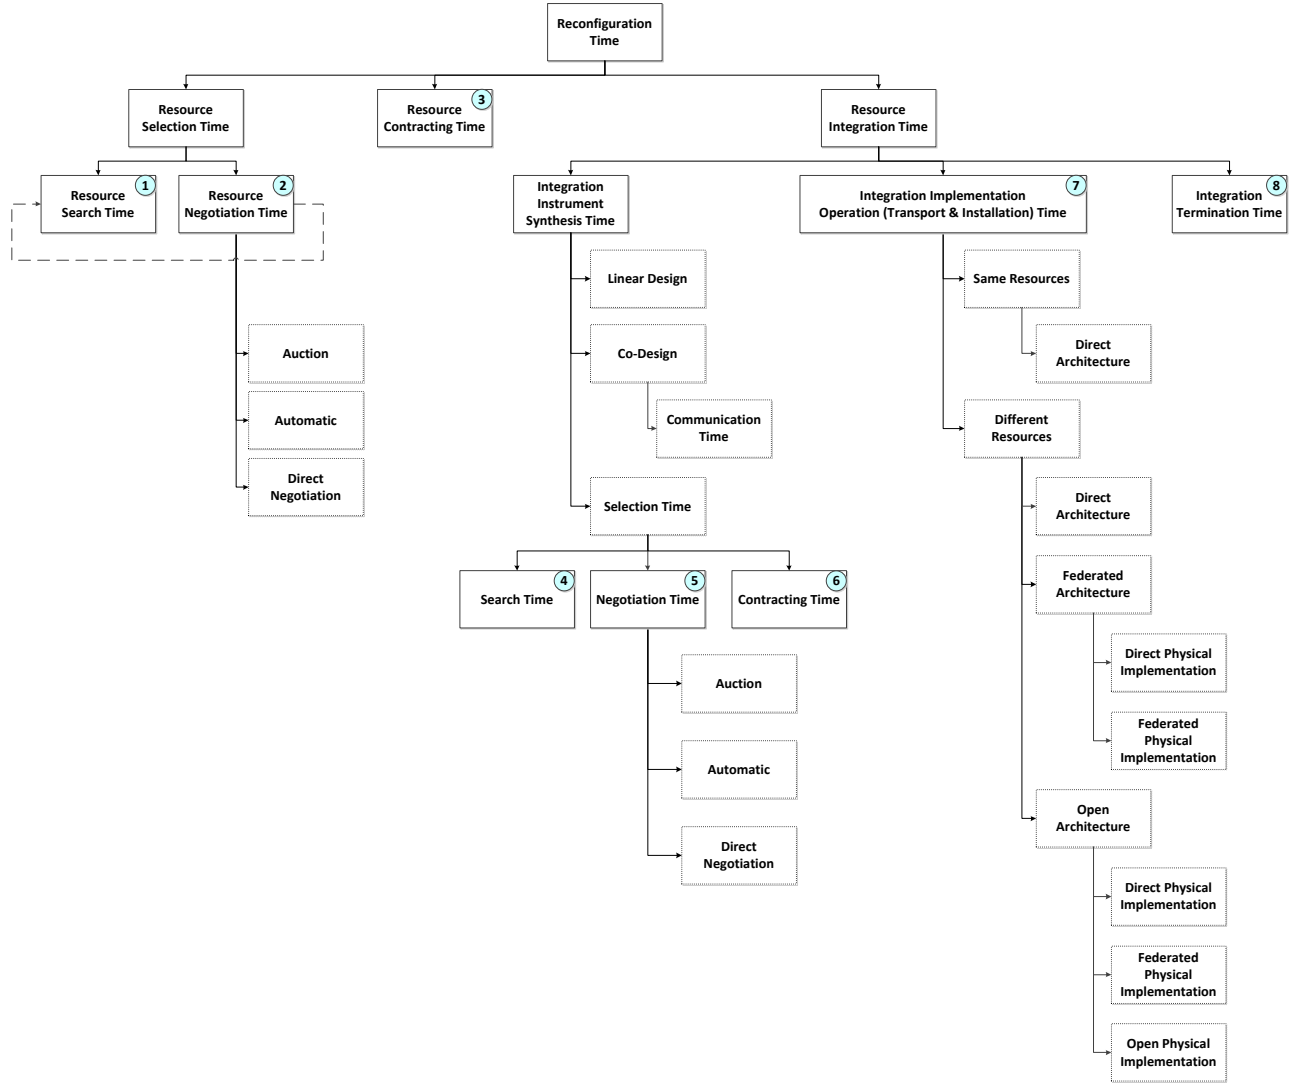 Reconfiguration
Time
Resource
Selection Time
3
Resource
Contracting Time
Resource
Integration Time
1
Resource
Search Time
2
Resource
Negotiation Time
Integration
Instrument
Synthesis Time
7
Integration Implementation
Operation (Transport & Installation) Time
8
Integration
Termination Time
Auction
Automatic
Direct
Negotiation
Linear Design
Co-Design
Communication
Time
Selection Time
4
Search Time
5
Negotiation Time
6
Contracting Time
Auction
Automatic
Direct
Negotiation
Same Resources
Direct
Architecture
Different
Resources
Direct
Architecture
Federated
Architecture
Direct Physical
Implementation
Federated
Physical
Implementation
Open
Architecture
Direct Physical
Implementation
Federated
Physical
Implementation
Open Physical
Implementation